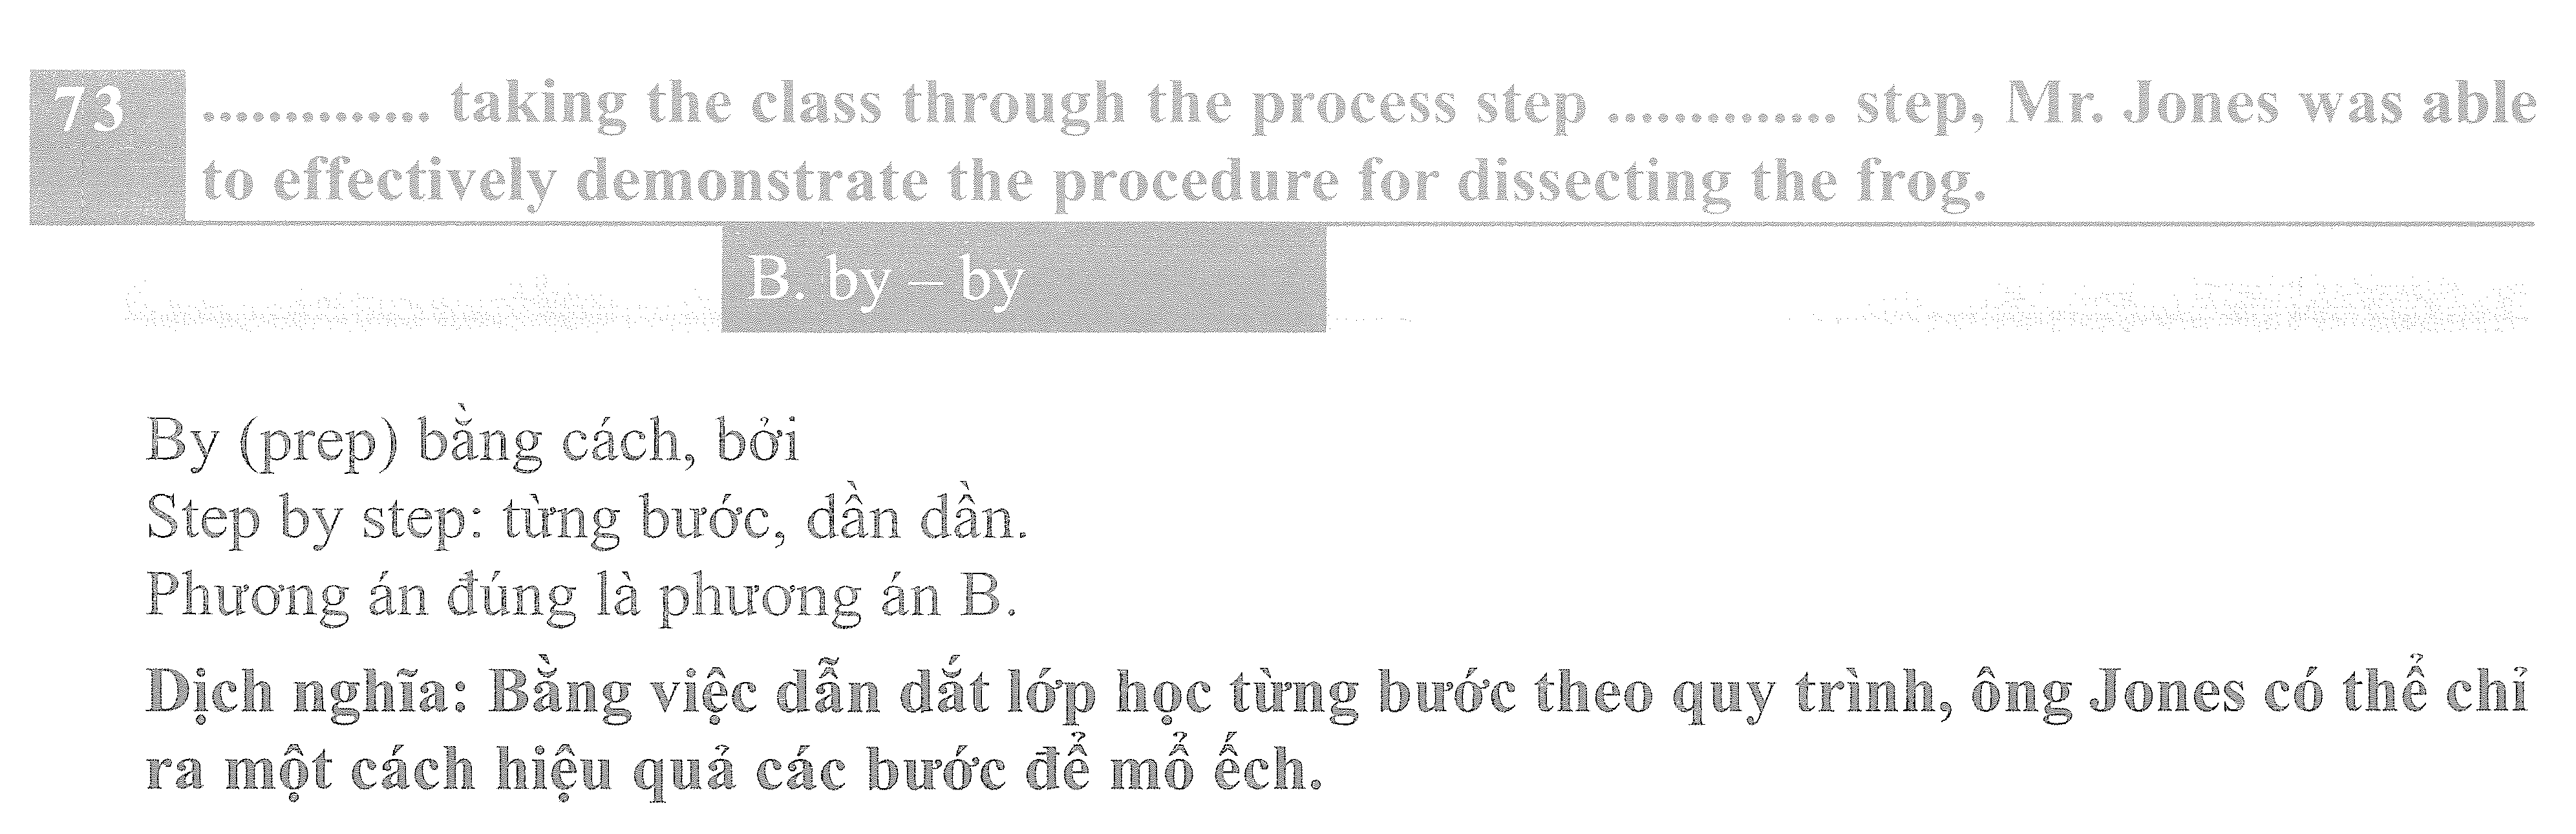 73 .............. taking the class through the process step .............. step, Mr. Jones was able
to effectively demonstrate the procedure for dissecting the frog.
B. by – by
By (prep) bằng cách, bởi
Step by step: từng bước, dần dần.
Phương án đúng là phương án B.
Dịch nghĩa: Bằng việc dẫn dắt lớp học từng bước theo quy trình, ông Jones có thể chỉ
ra một cách hiệu quả các bước để mổ ếch.